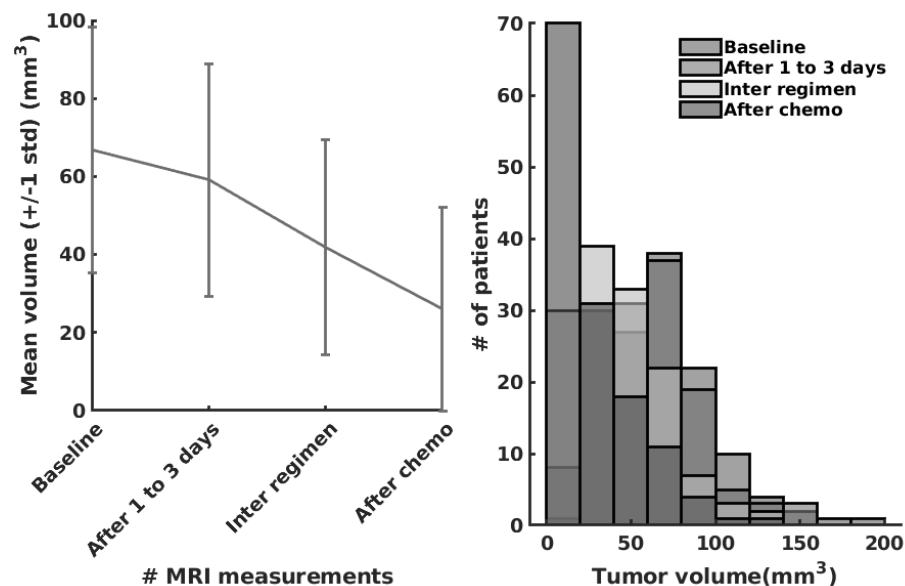 Mean volume (+/-1 std) (mm³)
100
80
60
40
20
0
Baseline
After 1 to 3 days
Inter regimen
After chemo
# MRI measurements
# of patients
70
60
50
40
30
20
10
0
Baseline
After 1 to 3 days
Inter regimen
After chemo
0
50
100
150
200
Tumor volume(mm³)